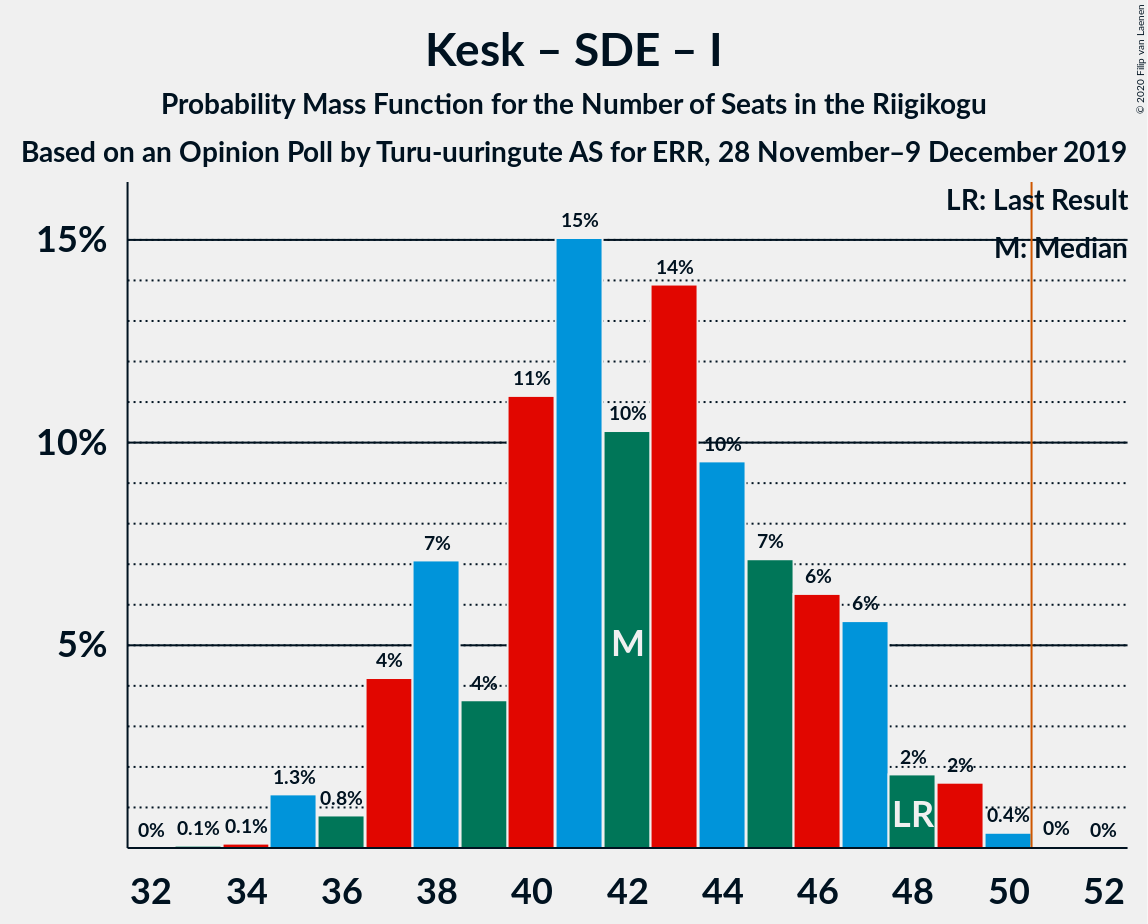 Kesk – SDE – I
Probability Mass Function for the Number of Seats in the Riigikogu
Based on an Opinion Poll by Turu-uuringute AS for ERR, 28 November–9 December 2019
© 2020 Filip van Laenen
LR: Last Result
M: Median
15%
10%
5%
0%
0.1%
0.1%
1.3%
0.8%
4%
7%
4%
11%
15%
10%
14%
10%
7%
6%
6%
2%
2%
0.4%
0%
0%
M
LR
32 34 36 38 40 42 44 46 48 50 52